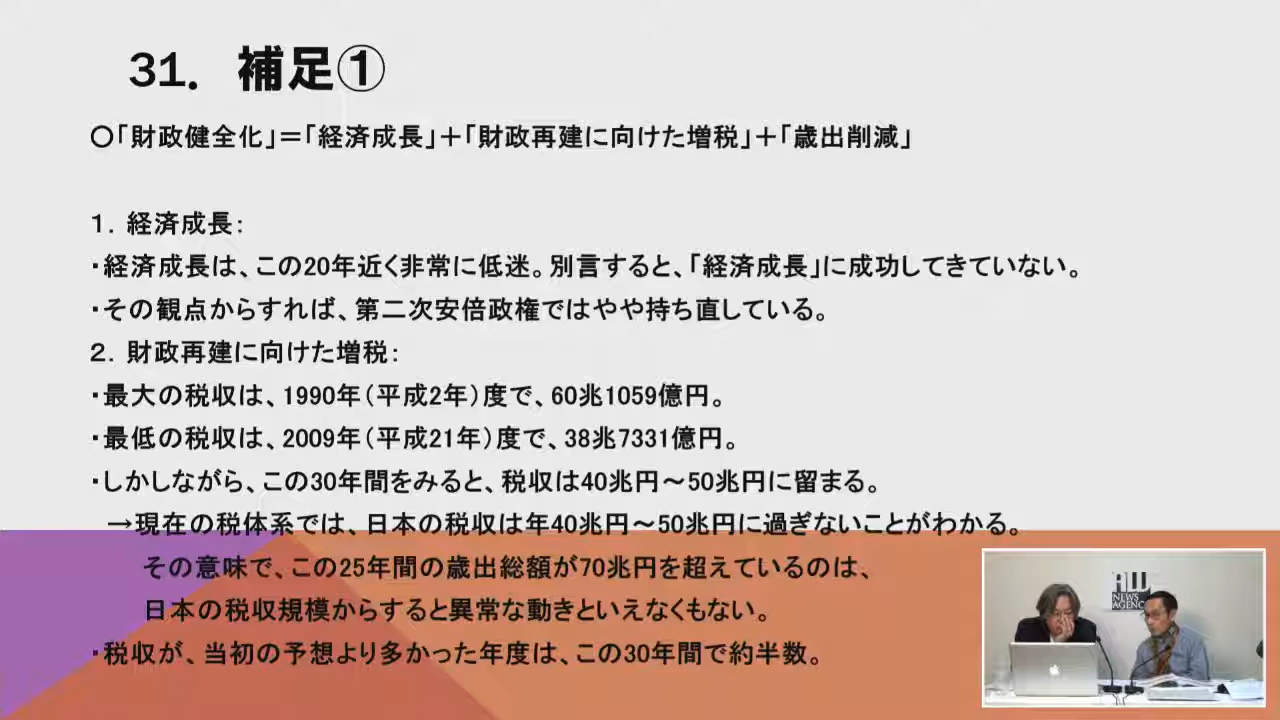 31. 補足①
〇「財政健全化」＝「経済成長」＋「財政再建に向けた増税」＋「歳出削減」
１．経済成長：
・経済成長は、この20年近く非常に低迷。別言すると、「経済成長」に成功してきていない。
・その観点からすれば、第二次安倍政権ではやや持ち直している。
２．財政再建に向けた増税：
・最大の税収は、1990年（平成2年）度で、60兆1059億円。
・最低の税収は、2009年（平成21年）度で、38兆7331億円。
・しかしながら、この30年間をみると、税収は40兆円～50兆円に留まる。
→現在の税体系では、日本の税収は年40兆円～50兆円に過ぎないことがわかる。
その意味で、この25年間の歳出総額が70兆円を超えているのは、
日本の税収規模からすると異常な動きといえなくもない。
・税収が、当初の予想より多かった年度は、この30年間で約半数。
NEWS